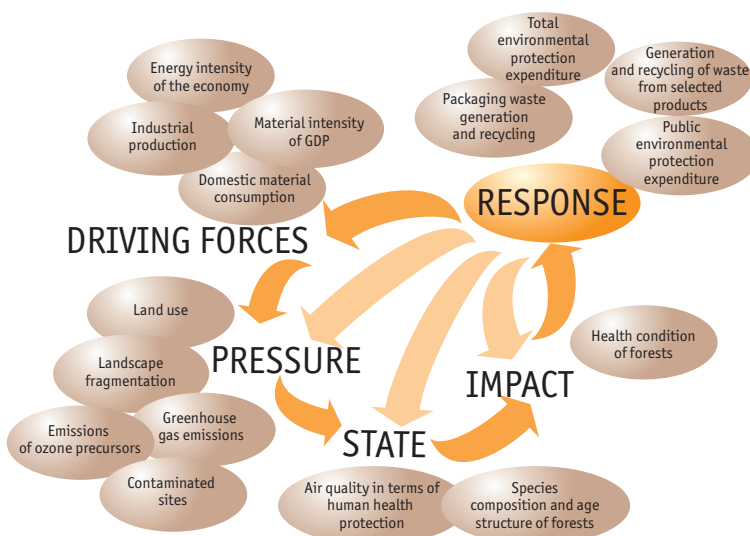 Total
environmental
protection
expenditure
Generation
and recycling of waste
from selected
products
Energy intensity
of the economy
Packaging waste
generation
and recycling
Industrial
production
Material intensity
of GDP
Public
environmental
protection
expenditure
Domestic material
consumption
RESPONSE
DRIVING FORCES
Land use
Health condition
of forests
PRESSURE
Landscape
fragmentation
IMPACT
Emissions
of ozone precursors
Greenhouse
gas emissions
STATE
Contaminated
sites
Air quality in terms of
human health
protection
Species
composition and age
structure of forests